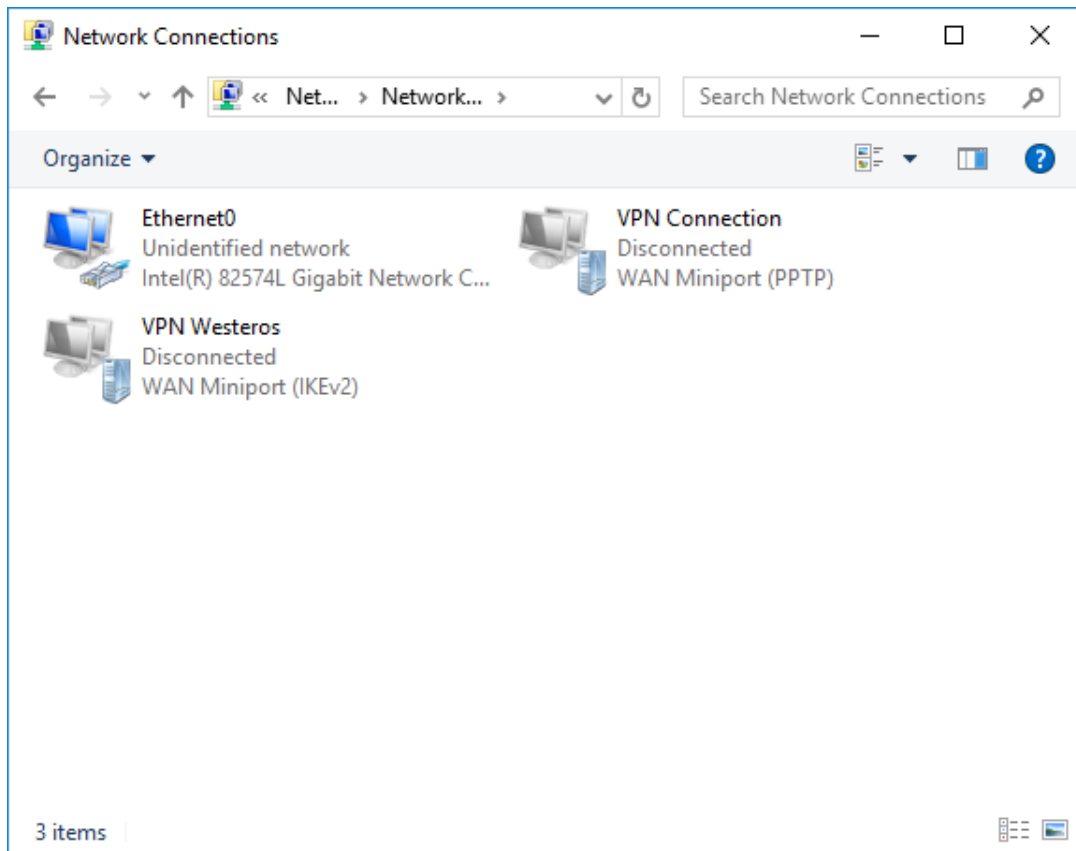 Network Connections
« Net... > Network... >
Search Network Connections
Organize
?
Ethernet0
Unidentified network
Intel(R) 82574L Gigabit Network C...
VPN Connection
Disconnected
WAN Miniport (PPTP)
VPN Westeros
Disconnected
WAN Miniport (IKEv2)
3 items